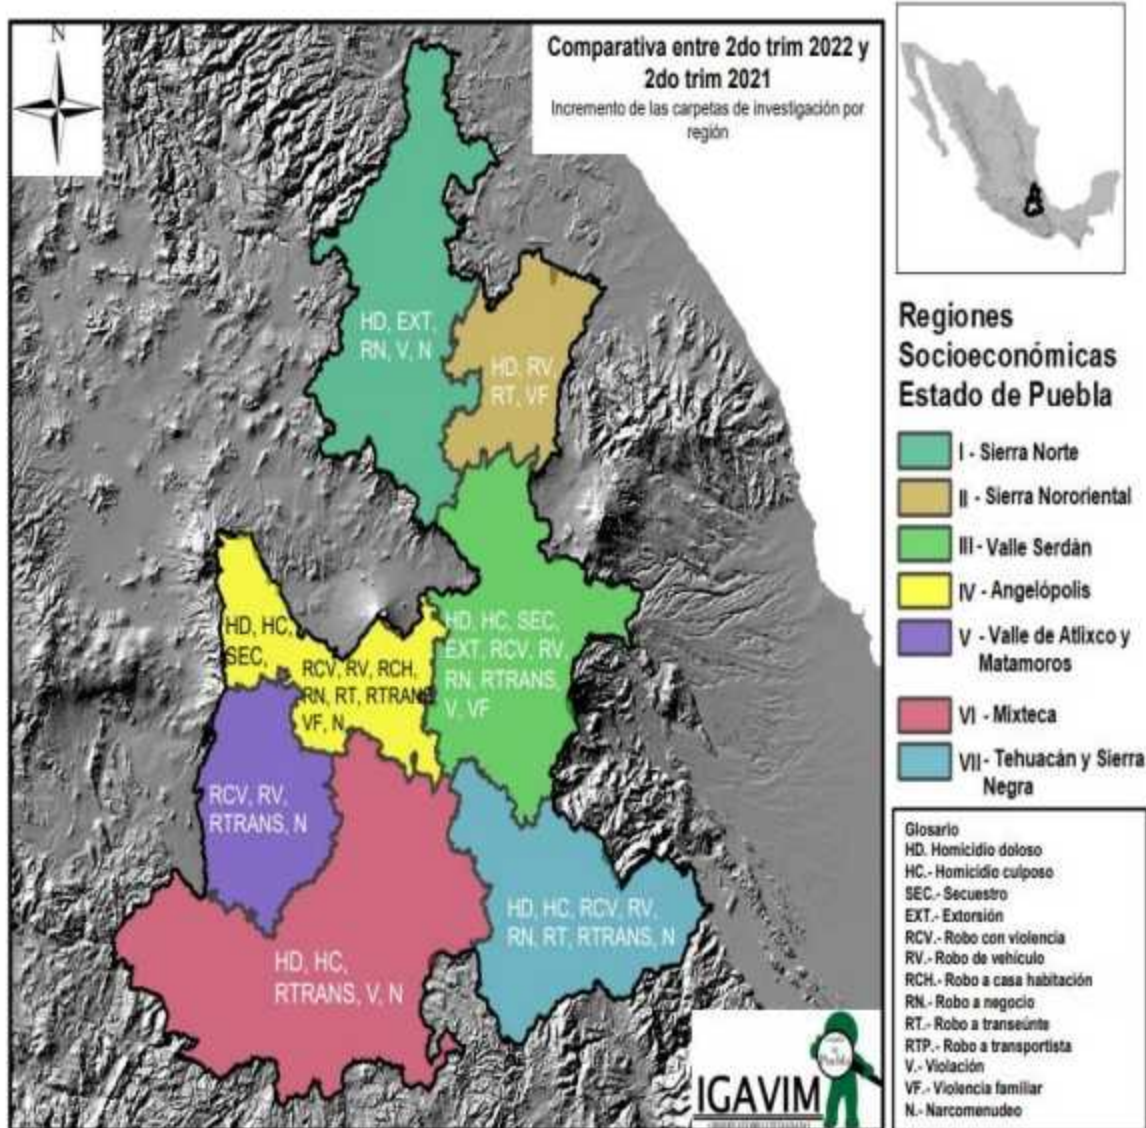 N
Comparativa entre 2do trim 2022 y
2do trim 2021
Incremento de las carpetas de investigación por
región
HD, EXT,
RN, V, N
HD. RV,
RT, VF
HD, HC,
SEC,
RCV, RV, RCH,
RN, RT, RTRANS
VF, N
HD, HC, SEC,
EXT, RCV, RV,
RN, RTRANS,
V, VF
RCV, RV,
RTRANS, N
HD, HC, RCV, RV,
RN, RT, RTRANS, N
HD, HC,
RTRANS, V, N
IGAVIM
Regiones
Socioeconómicas
Estado de Puebla
I - Sierra Norte
II - Sierra Nororiental
III - Valle Serdán
IV - Angelópolis
V - Valle de Atlixco y
Matamoros
VI - Mixteca
VII - Tehuacán y Sierra
Negra
Glosario
HD. Homicidio doloso
HC.- Homicidio culposo
SEC.- Secuestro
EXT.- Extorsión
RCV.- Robo con violencia
RV.- Robo de vehículo
RCH.- Robo a casa habitación
RN.- Robo a negocio
RT.- Robo a transeúnte
RTP.- Robo a transportista
V.- Violación
VF.- Violencia familiar
N.- Narcomenudeo